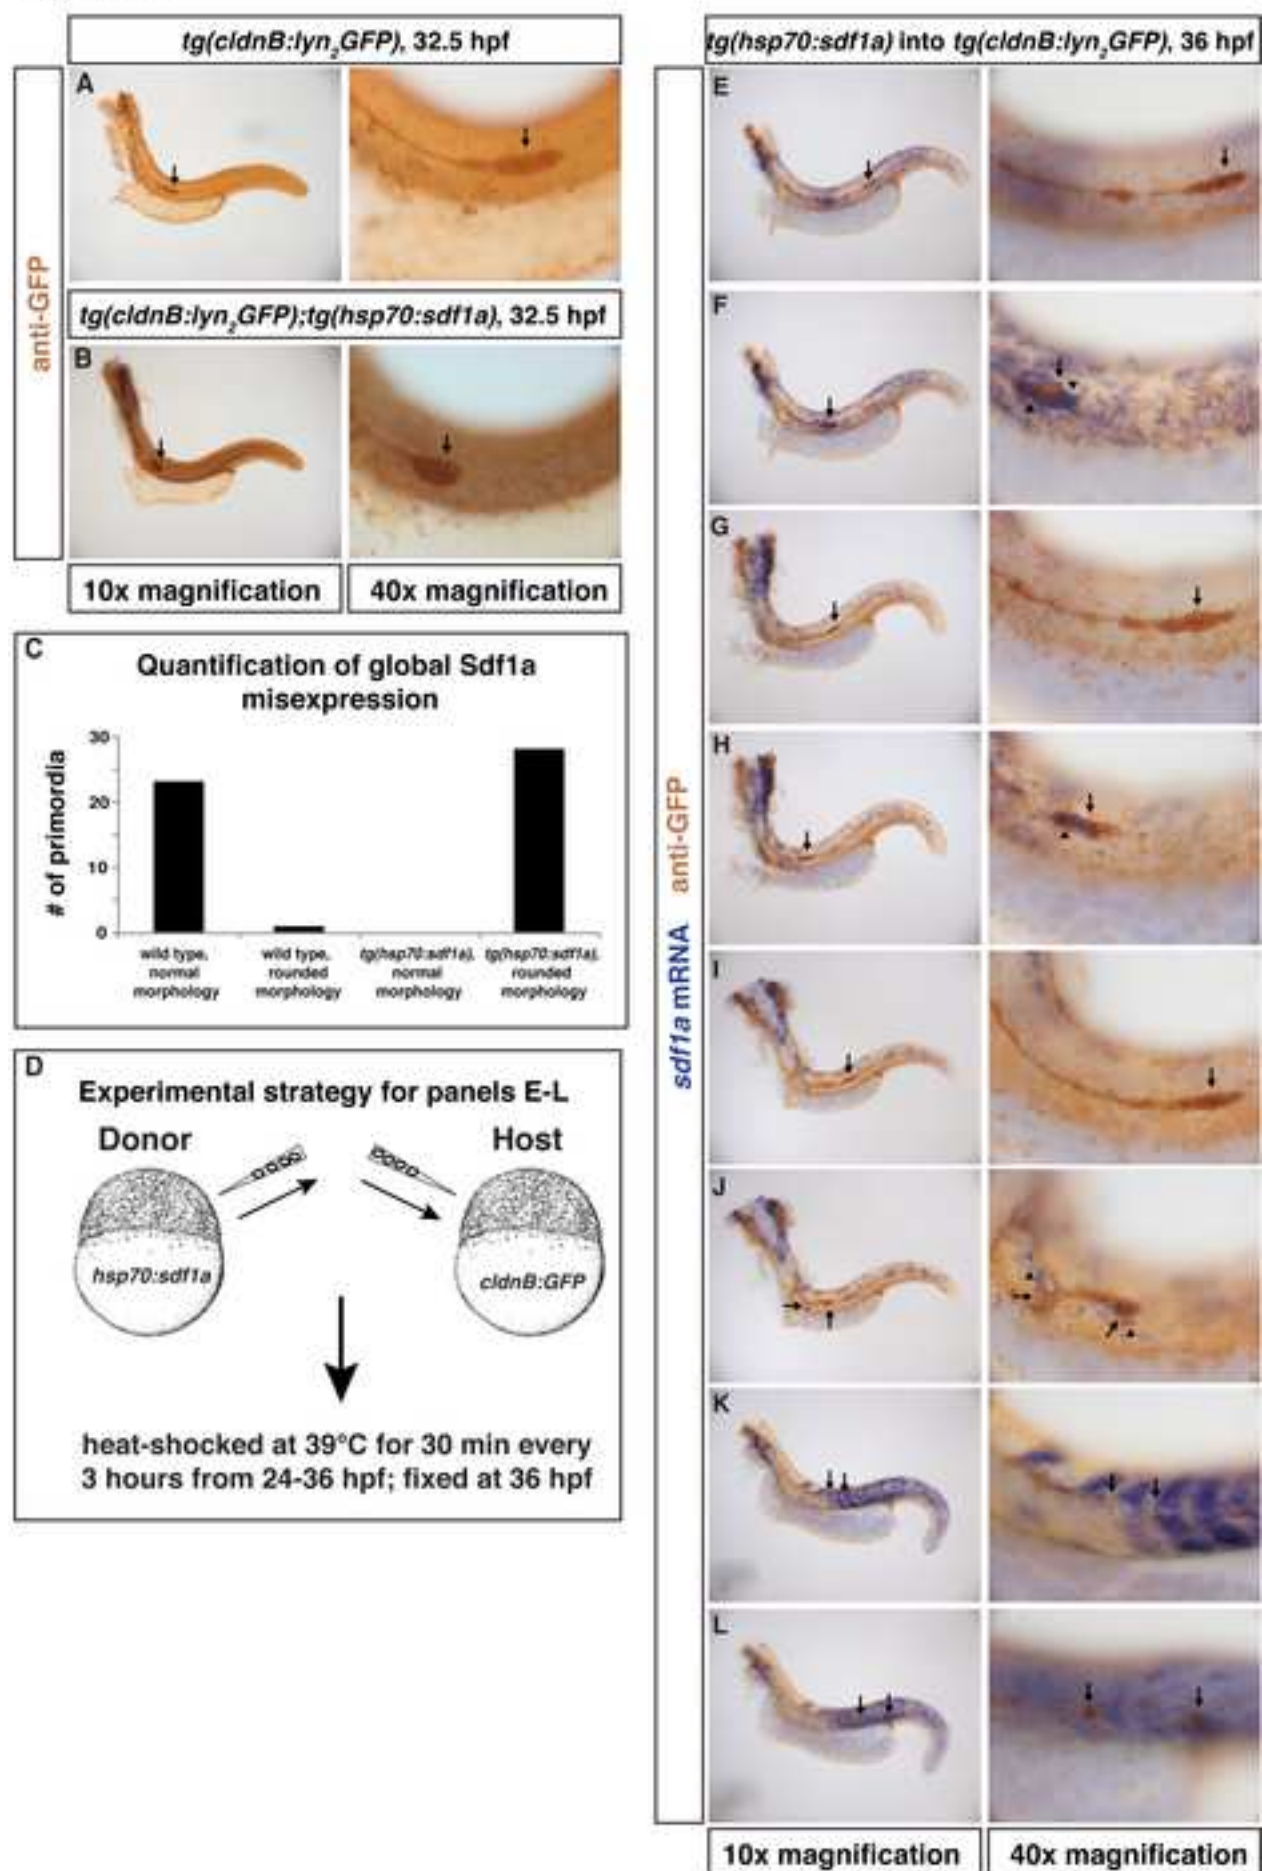 tg(cldnB:lyn2GFP), 32.5 hpf
A
anti-GFP
tg(cldnB:lyn2GFP);tg(hsp70:sdf1a), 32.5 hpf
B
10x magnification
40x magnification
C
Quantification of global Sdf1a
misexpression
# of primordia
30
20
10
0
wild type,
normal
morphology
wild type,
rounded
morphology
tg(hsp70:sdf1a),
normal
morphology
tg(hsp70:sdf1a),
rounded
morphology
D
Experimental strategy for panels E-L
Donor
Host
hsp70:sdf1a
cldnB:GFP
heat-shocked at 39°C for 30 min every
3 hours from 24-36 hpf; fixed at 36 hpf
tg(hsp70:sdf1a) into tg(cldnB:lyn2GFP), 36 hpf
sdf1a mRNA anti-GFP
E
F
G
H
I
J
K
L
10x magnification
40x magnification